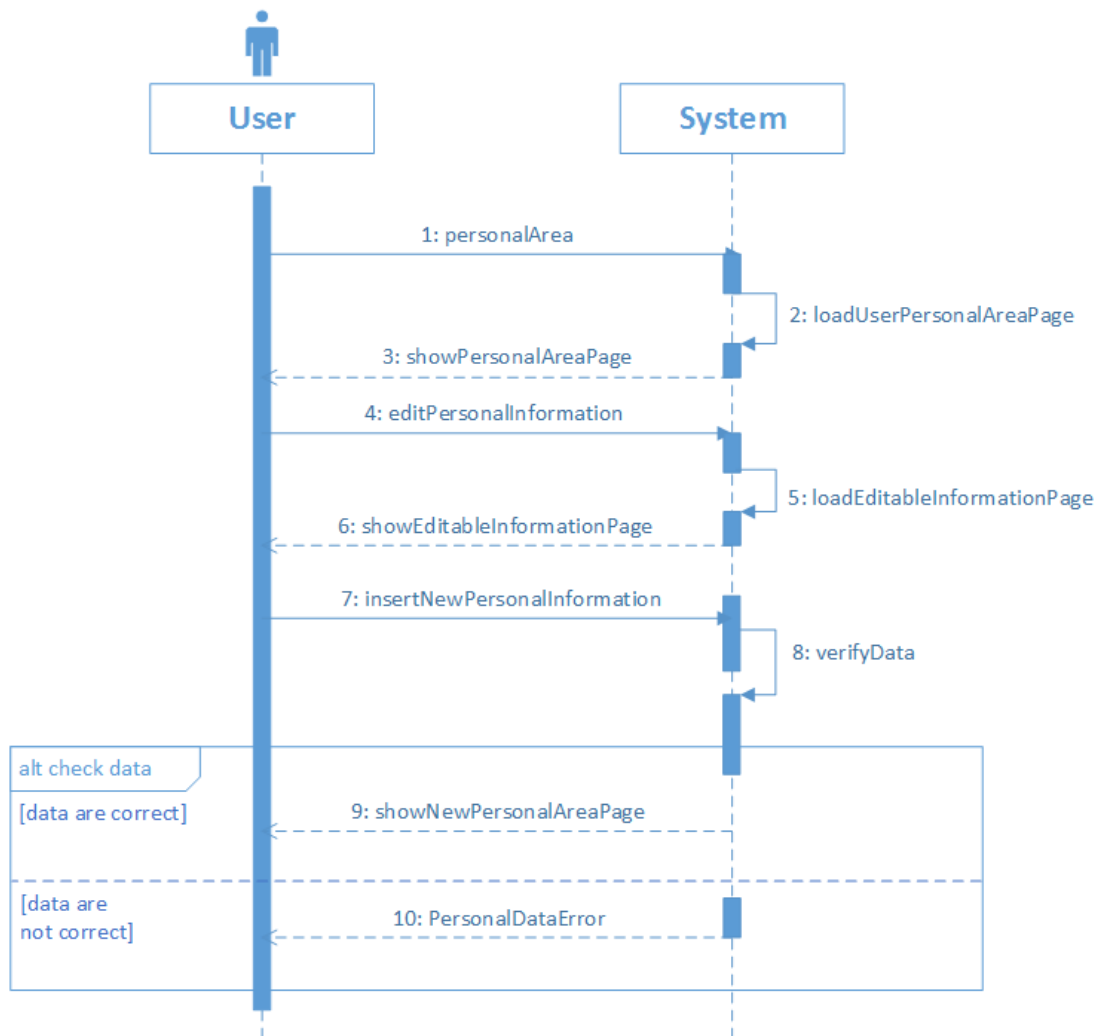 User
System
1: personalArea
2: loadUserPersonalAreaPage
3: showPersonalAreaPage
4: editPersonalInformation
5: loadEditableInformationPage
6: showEditableInformationPage
7: insertNewPersonalInformation
8: verifyData
alt check data
[data are correct]
9: showNewPersonalAreaPage
[data are
not correct]
10: PersonalDataError